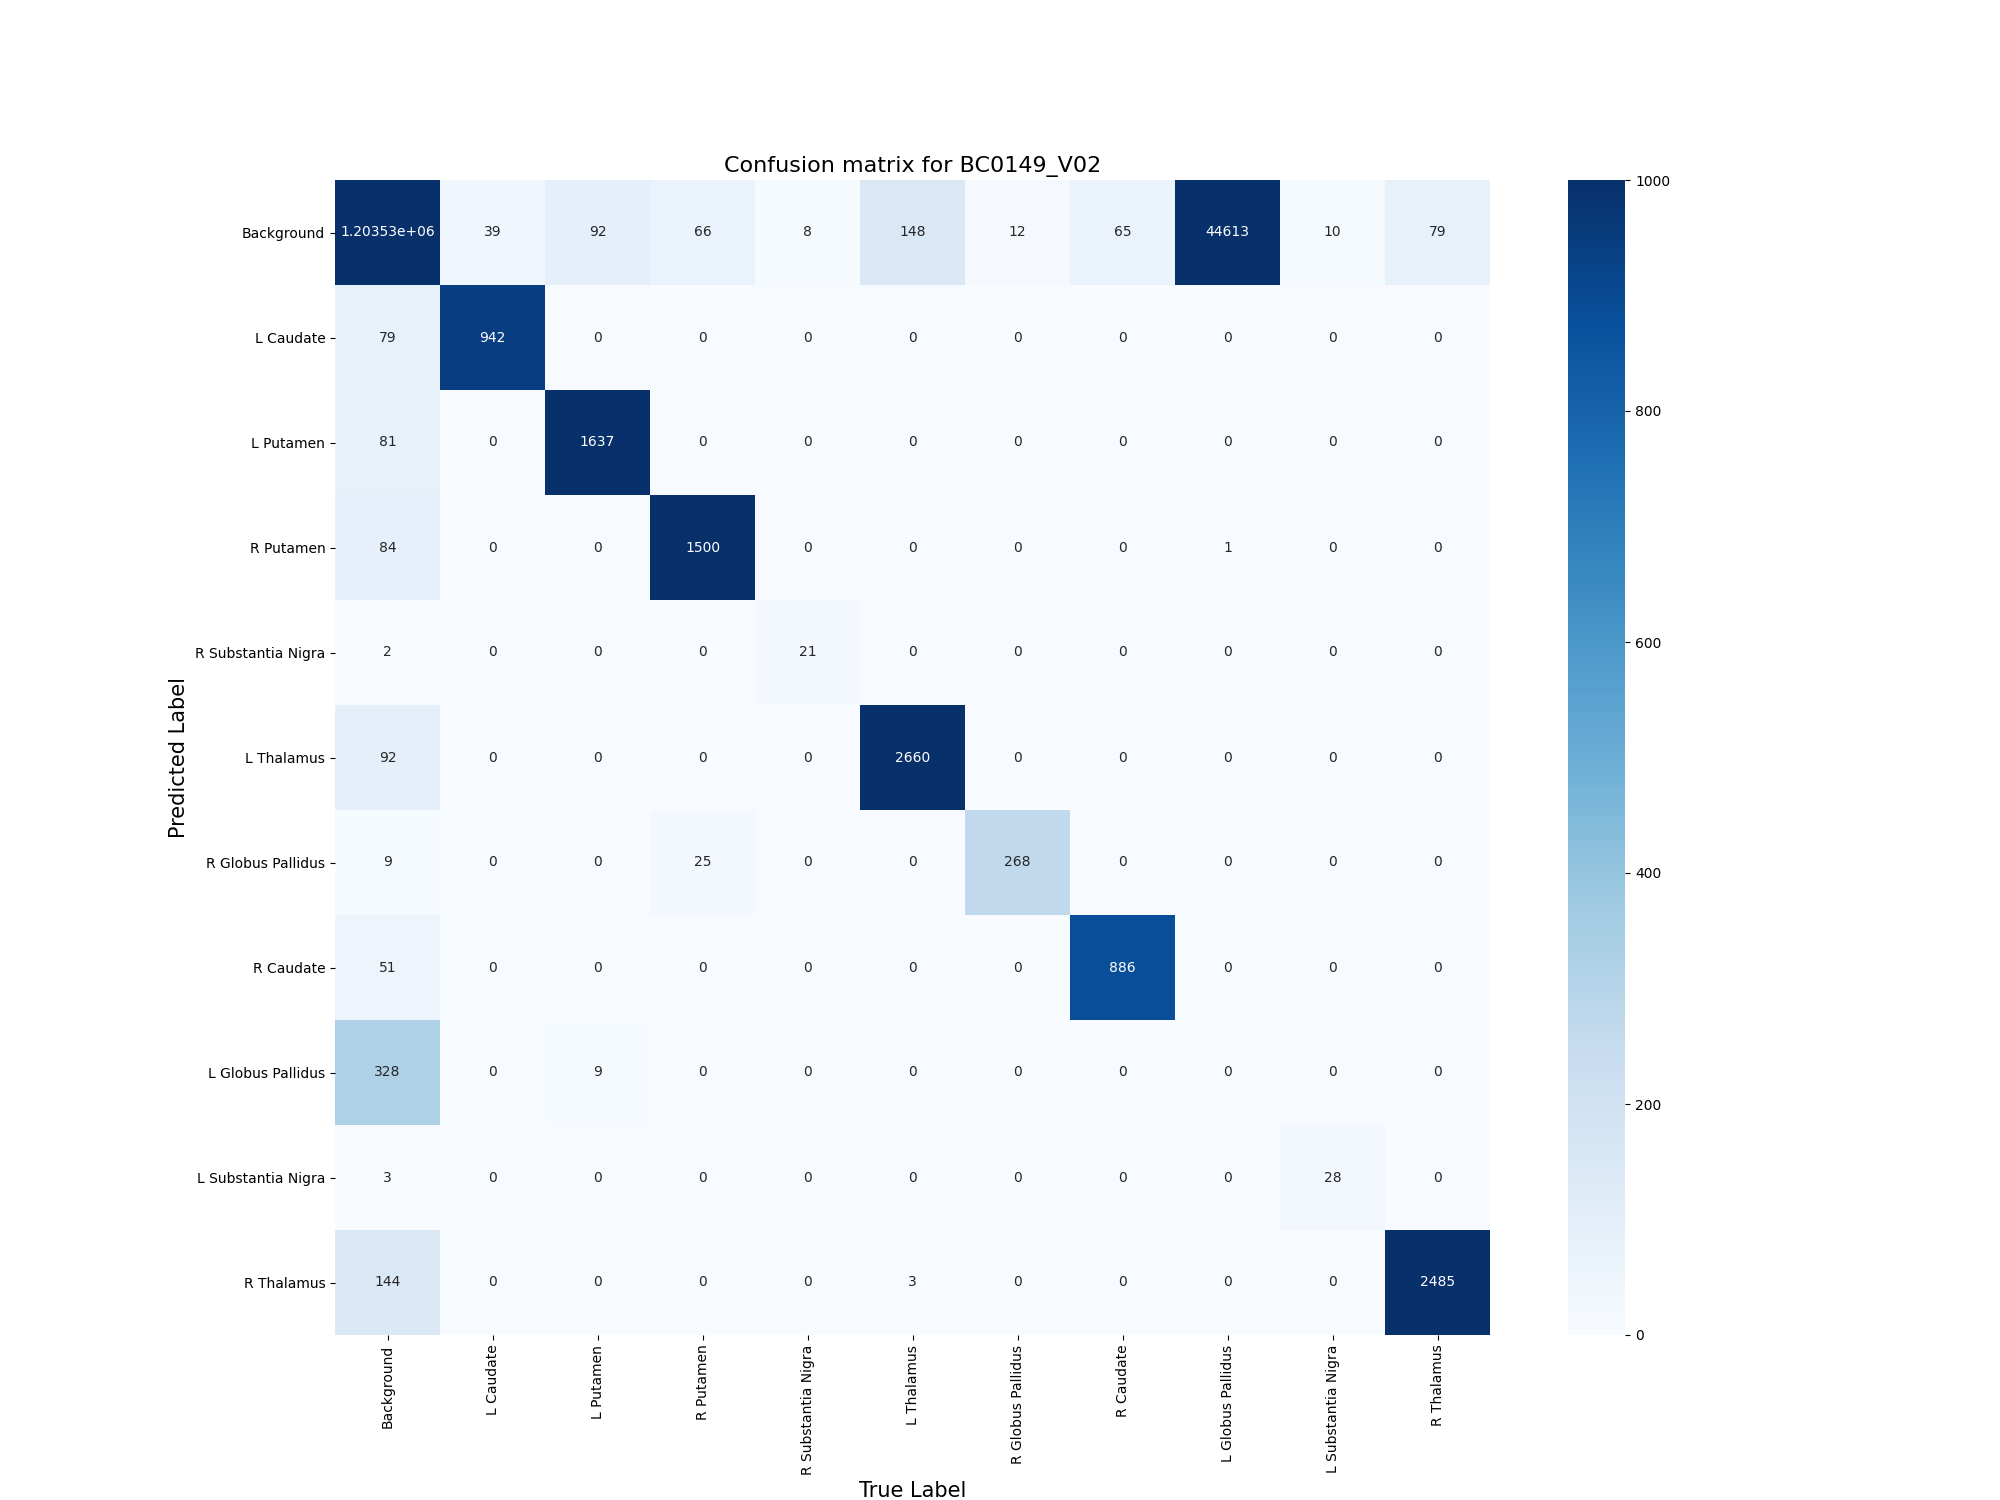 Confusion matrix for BC0149_V02
Background 1.20353e+06 39 92 66 8 148 12 65 44613 10 79
L Caudate 79 942 0 0 0 0 0 0 0 0 0
L Putamen 81 0 1637 0 0 0 0 0 0 0 0
R Putamen 84 0 0 1500 0 0 0 0 1 0 0
R Substantia Nigra 2 0 0 0 21 0 0 0 0 0 0
L Thalamus 92 0 0 0 0 2660 0 0 0 0 0
R Globus Pallidus 9 0 0 25 0 0 268 0 0 0 0
R Caudate 51 0 0 0 0 0 0 886 0 0 0
L Globus Pallidus 328 0 9 0 0 0 0 0 0 0 0
L Substantia Nigra 3 0 0 0 0 0 0 0 0 28 0
R Thalamus 144 0 0 0 0 3 0 0 0 0 2485
Predicted Label
Background
L Caudate
L Putamen
R Putamen
R Substantia Nigra
L Thalamus
R Globus Pallidus
R Caudate
L Globus Pallidus
L Substantia Nigra
R Thalamus
True Label
1000
800
600
400
200
0